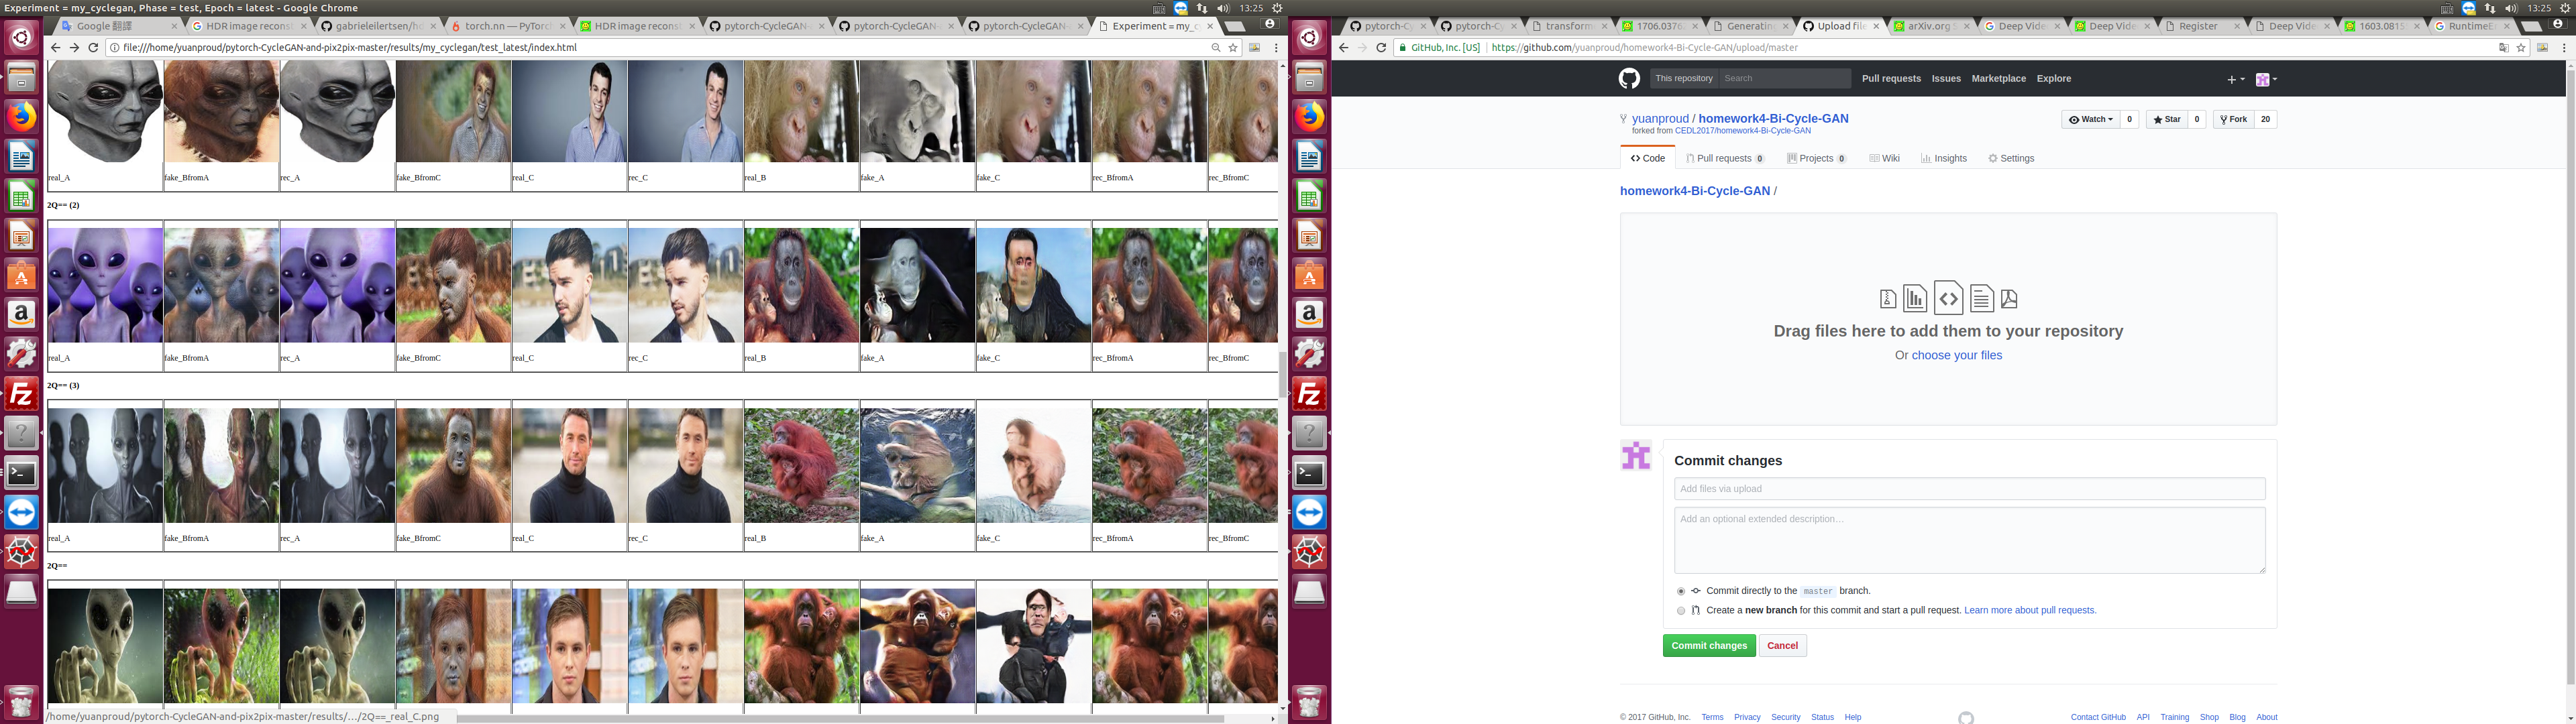 Experiment = my_cyclegan, Phase = test, Epoch = latest - Google Chrome
13:25
Google 翻譯
HDR image reconst
gabrieleilertsen/hd
torch.nn — PyTorc
HDR image reconst
pytorch-CycleGAN-
pytorch-CycleGAN-
pytorch-CycleGAN-
Experiment = my_c
file:///home/yuanproud/pytorch-CycleGAN-and-pix2pix-master/results/my_cyclegan/test_latest/index.html
real_A fake_BfromA rec_A fake_BfromC real_C rec_C real_B fake_A fake_C rec_BfromA rec_BfromC
2Q== (2)
real_A fake_BfromA rec_A fake_BfromC real_C rec_C real_B fake_A fake_C rec_BfromA rec_BfromC
2Q== (3)
real_A fake_BfromA rec_A fake_BfromC real_C rec_C real_B fake_A fake_C rec_BfromA rec_BfromC
2Q==
/home/yuanproud/pytorch-CycleGAN-and-pix2pix-master/results/…/2Q==_real_C.png
13:25
pytorch-Cy
pytorch-Cy
transform
1706.0376
Generating
Upload file
arXiv.org
Deep Vide
Deep Vide
Register
Deep Vide
1603.0815
RuntimeEr
GitHub, Inc. [US] https://github.com/yuanproud/homework4-Bi-Cycle-GAN/upload/master
This repository Search Pull requests Issues Marketplace Explore
yuanproud / homework4-Bi-Cycle-GAN
Watch 0 Star 0 Fork 20
forked from CEDL2017/homework4-Bi-Cycle-GAN
Code Pull requests 0 Projects 0 Wiki Insights Settings
homework4-Bi-Cycle-GAN /
Drag files here to add them to your repository
Or choose your files
Commit changes
Add files via upload
Add an optional extended description…
Commit directly to the master branch.
Create a new branch for this commit and start a pull request. Learn more about pull requests.
Commit changes Cancel
© 2017 GitHub, Inc. Terms Privacy Security Status Help Contact GitHub API Training Shop Blog About